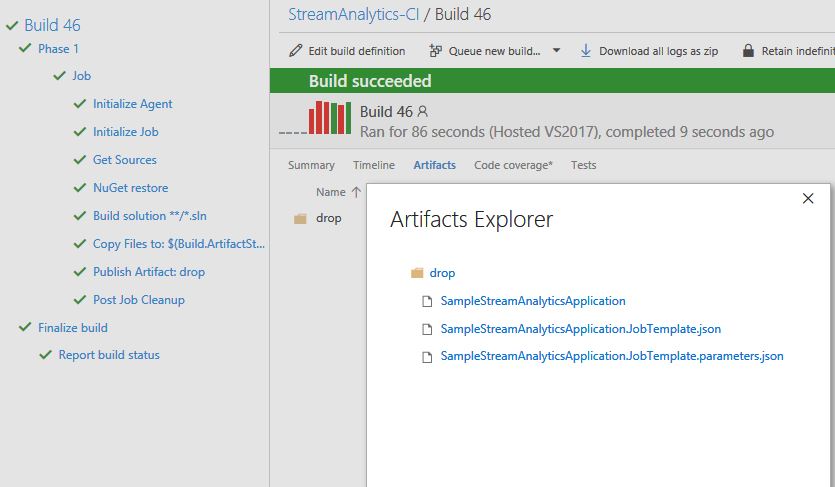 Build 46
Phase 1
Job
Initialize Agent
Initialize Job
Get Sources
NuGet restore
Build solution **/*.sln
Copy Files to: $(Build.ArtifactSt...
Publish Artifact: drop
Post Job Cleanup
Finalize build
Report build status
StreamAnalytics-CI / Build 46
Edit build definition Queue new build... Download all logs as zip Retain indefinit
Build succeeded
Build 46
Ran for 86 seconds (Hosted VS2017), completed 9 seconds ago
Summary Timeline Artifacts Code coverage* Tests
Name
drop
Artifacts Explorer
drop
SampleStreamAnalyticsApplication
SampleStreamAnalyticsApplicationJobTemplate.json
SampleStreamAnalyticsApplication.JobTemplate.parameters.json